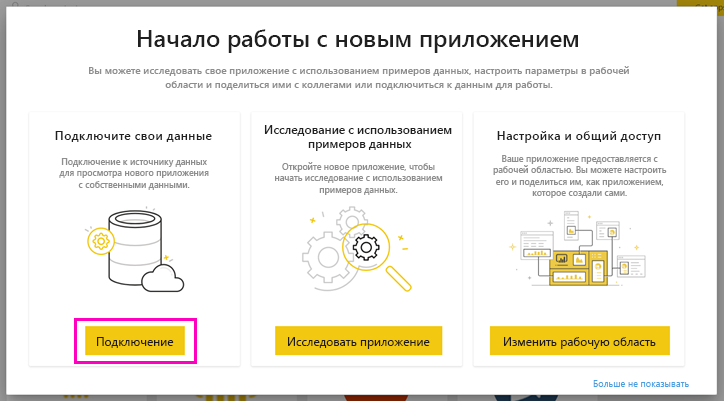 Начало работы с новым приложением
Вы можете исследовать свое приложение с использованием примеров данных, настроить параметры в рабочей
области и поделиться ими с коллегами или подключиться к данным для работы.
Подключите свои данные
Подключение к источнику данных
для просмотра нового приложения
с собственными данными.
Подключение
Исследование с использованием
примеров данных
Откройте новое приложение, чтобы
начать исследование с использованием
примеров данных.
Исследовать приложение
Настройка и общий доступ
Ваше приложение предоставляется с
рабочей областью. Вы можете настроить
его и поделиться им, как приложением,
которое создали сами.
Изменить рабочую область
Больше не показывать